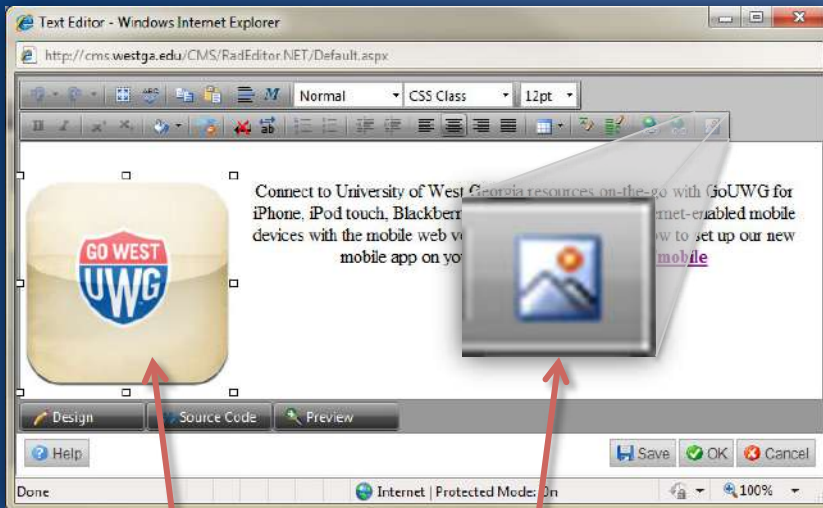 Text Editor - Windows Internet Explorer
http://cms.westga.edu/CMS/RadEditor.NET/Default.aspx
Normal CSS Class 12pt
Connect to University of West Georgia resources on-the-go with GoUWG for
iPhone, iPod touch, Blackberr rnet-enabled mobile
devices with the mobile web v w to set up our new
mobile app on yo mobile
GO WEST
UWG
Design Source Code Preview
Help Save OK Cancel
Done Internet | Protected Mode: On 100%